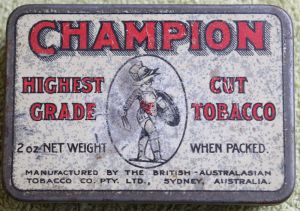 CHAMPION
HIGHEST CUT
GRADE TOBACCO
2 oz. NET WEIGHT WHEN PACKED.
MANUFACTURED BY THE BRITISH-AUSTRALASIAN
TOBACCO CO. PTY. LTD., SYDNEY, AUSTRALIA.